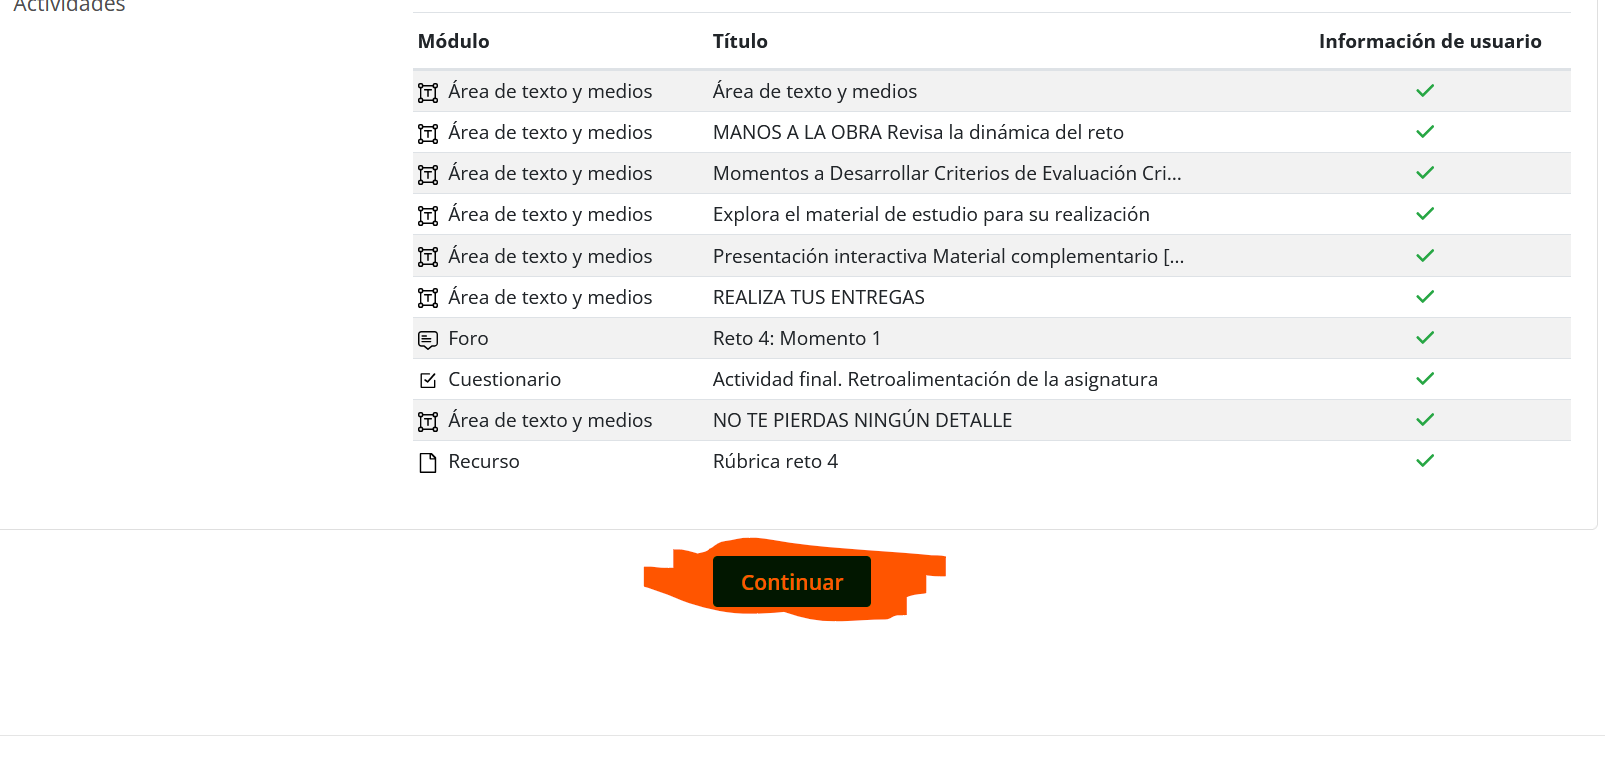 Actividades
Módulo Título Información de usuario
Área de texto y medios Área de texto y medios
Área de texto y medios MANOS A LA OBRA Revisa la dinámica del reto
Área de texto y medios Momentos a Desarrollar Criterios de Evaluación Cri...
Área de texto y medios Explora el material de estudio para su realización
Área de texto y medios Presentación interactiva Material complementario [...
Área de texto y medios REALIZA TUS ENTREGAS
Foro Reto 4: Momento 1
Cuestionario Actividad final. Retroalimentación de la asignatura
Área de texto y medios NO TE PIERDAS NINGÚN DETALLE
Recurso Rúbrica reto 4
Continuar